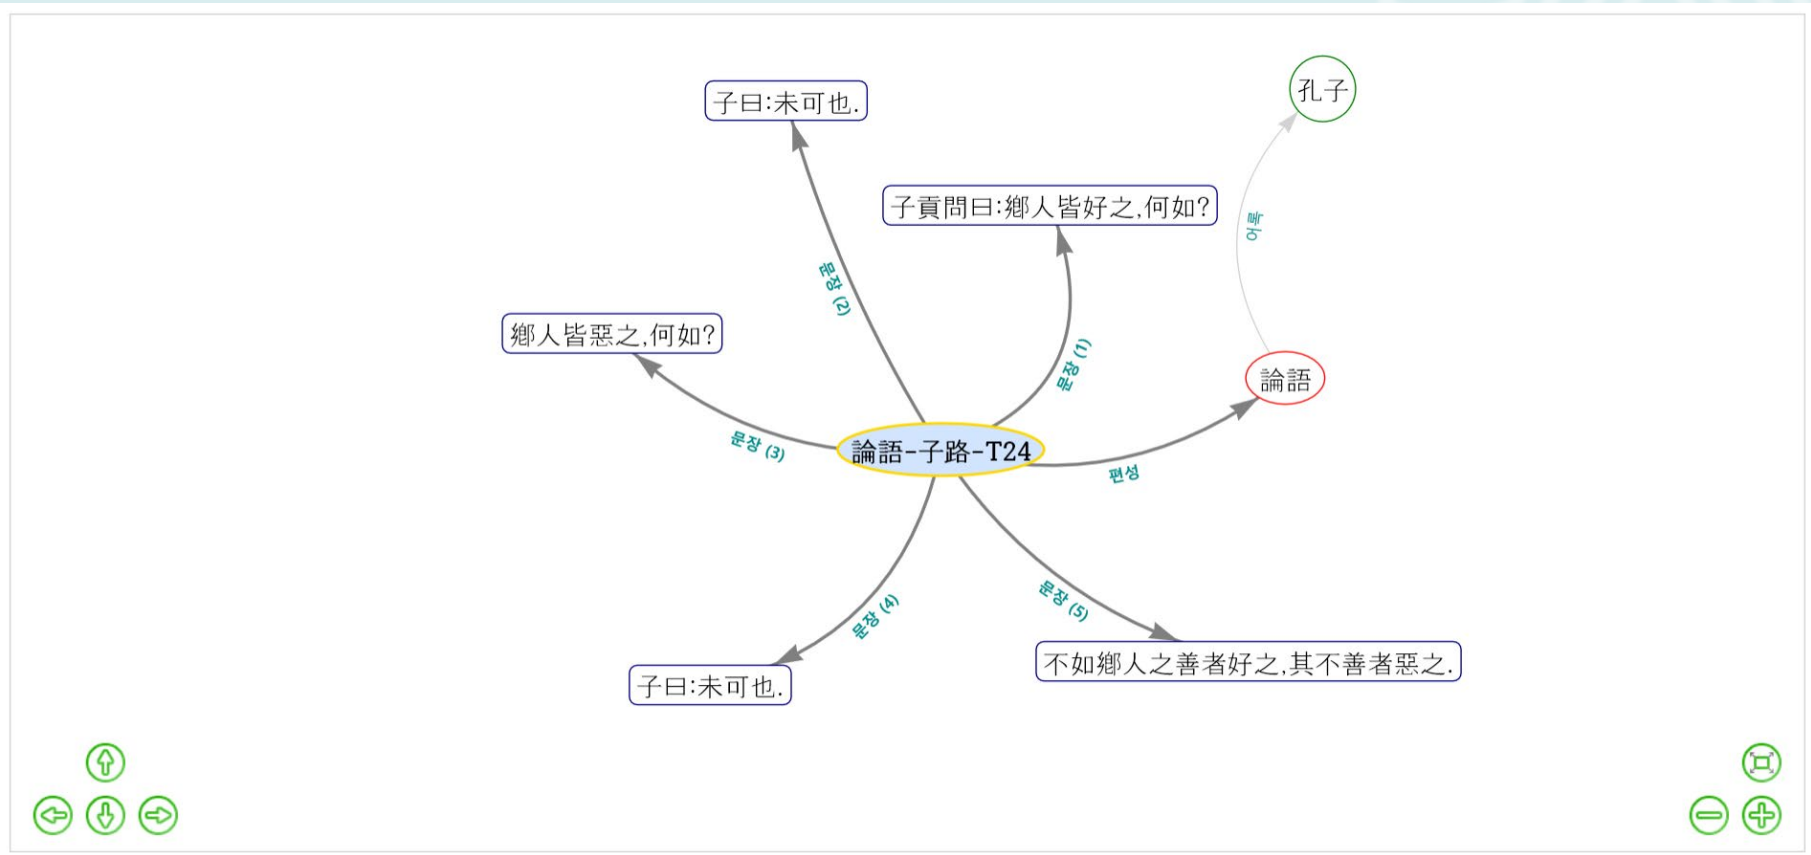 孔子
子曰:未可也.
子貢問曰:鄕人皆好之,何如?
어록
문장 (2)
鄕人皆惡之,何如?
문장 (1)
論語
문장 (3)
論語-子路-T24
편성
문장 (4)
문장 (5)
不如鄕人之善者好之,其不善者惡之.
子曰:未可也.